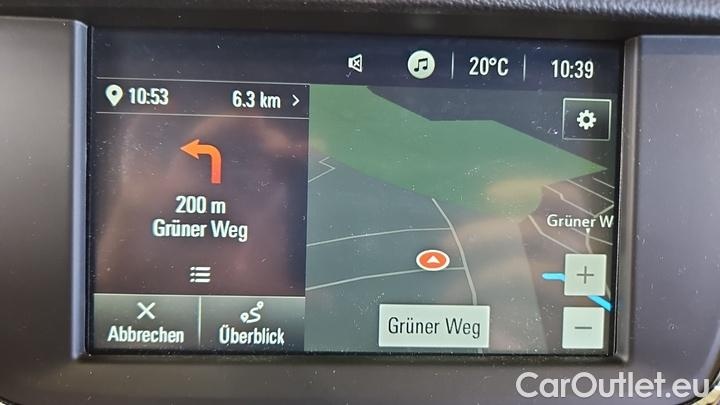 20°C 10:39
10:53 6.3 km
200 m
Grüner Weg
Abbrechen Überblick
Grüner W
Grüner Weg
CarOutlet.eu